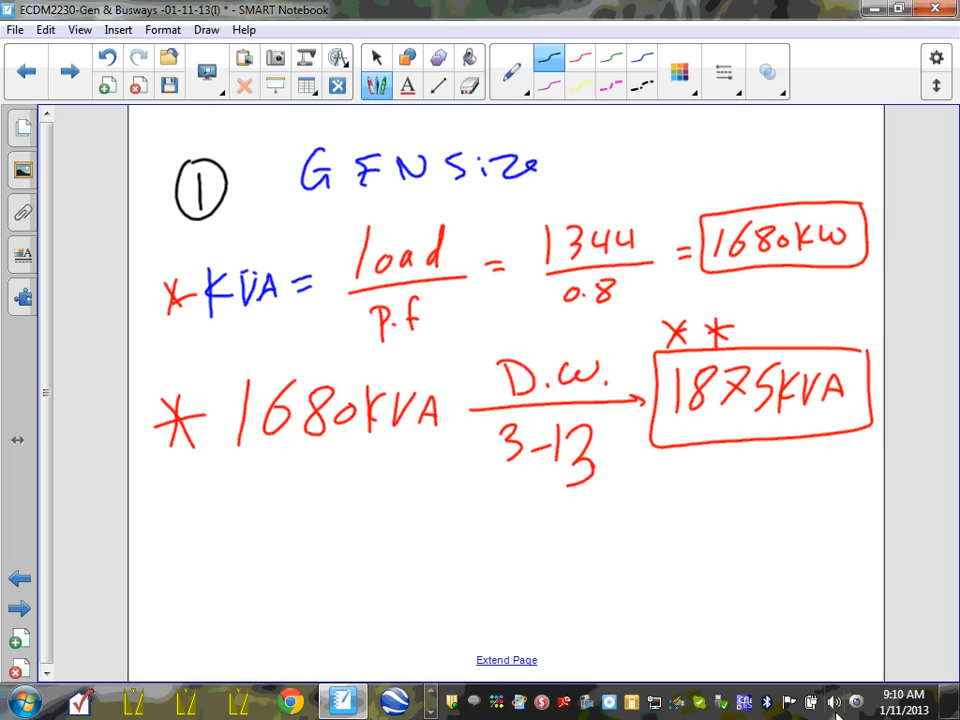 ECDM2230-Gen & Busways -01-11-13(I) * - SMART Notebook
File Edit View Insert Format Draw Help
① GEN Size
*KVA = load / p.f = 1344 / 0.8 = 1680KW
* *
* 1680KVA D.W. / 3-13 → 1875KVA
Extend Page
9:10 AM
1/11/2013